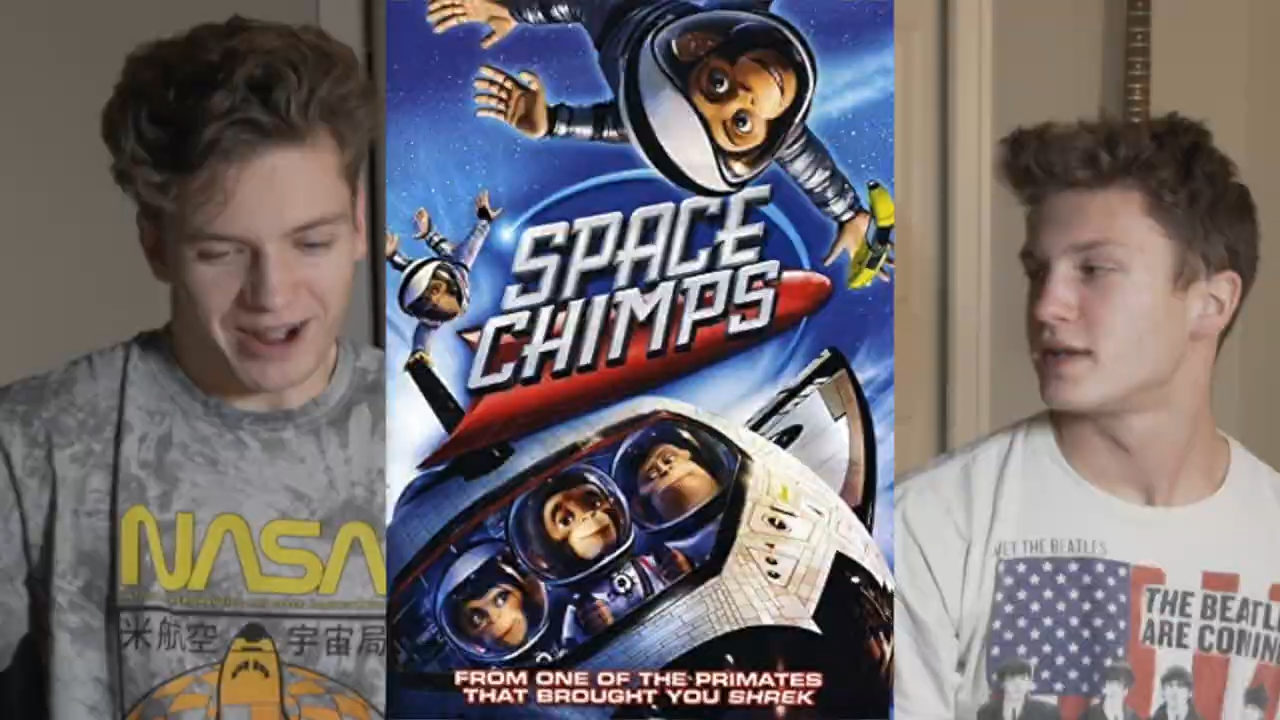 NASA
米航空 宇宙局
SPACE
CHIMPS
FROM ONE OF THE PRIMATES
THAT BROUGHT YOU SHREK
THE BEATLES
THE BEATL
ARE COMIN